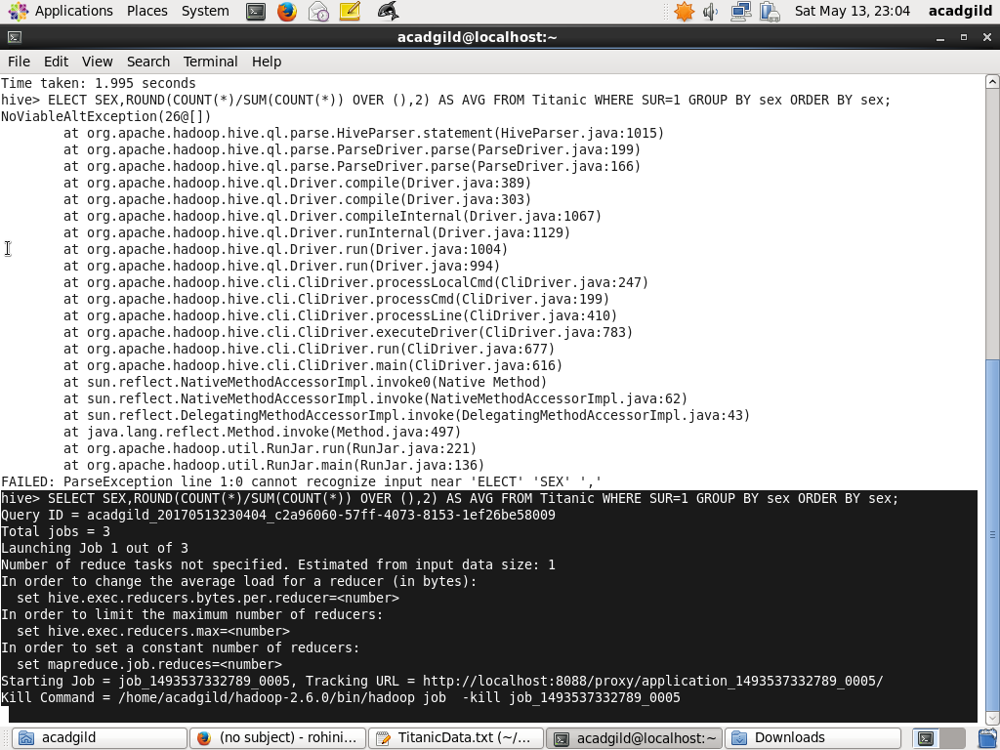 Applications Places System Sat May 13, 23:04 acadgild
acadgild@localhost:~
File Edit View Search Terminal Help
Time taken: 1.995 seconds
hive> ELECT SEX,ROUND(COUNT(*)/SUM(COUNT(*)) OVER (),2) AS AVG FROM Titanic WHERE SUR=1 GROUP BY sex ORDER BY sex;
NoViableAltException(26@[])
        at org.apache.hadoop.hive.ql.parse.HiveParser.statement(HiveParser.java:1015)
        at org.apache.hadoop.hive.ql.parse.ParseDriver.parse(ParseDriver.java:199)
        at org.apache.hadoop.hive.ql.parse.ParseDriver.parse(ParseDriver.java:166)
        at org.apache.hadoop.hive.ql.Driver.compile(Driver.java:389)
        at org.apache.hadoop.hive.ql.Driver.compile(Driver.java:303)
        at org.apache.hadoop.hive.ql.Driver.compileInternal(Driver.java:1067)
        at org.apache.hadoop.hive.ql.Driver.runInternal(Driver.java:1129)
        at org.apache.hadoop.hive.ql.Driver.run(Driver.java:1004)
        at org.apache.hadoop.hive.ql.Driver.run(Driver.java:994)
        at org.apache.hadoop.hive.cli.CliDriver.processLocalCmd(CliDriver.java:247)
        at org.apache.hadoop.hive.cli.CliDriver.processCmd(CliDriver.java:199)
        at org.apache.hadoop.hive.cli.CliDriver.processLine(CliDriver.java:410)
        at org.apache.hadoop.hive.cli.CliDriver.executeDriver(CliDriver.java:783)
        at org.apache.hadoop.hive.cli.CliDriver.run(CliDriver.java:677)
        at org.apache.hadoop.hive.cli.CliDriver.main(CliDriver.java:616)
        at sun.reflect.NativeMethodAccessorImpl.invoke0(Native Method)
        at sun.reflect.NativeMethodAccessorImpl.invoke(NativeMethodAccessorImpl.java:62)
        at sun.reflect.DelegatingMethodAccessorImpl.invoke(DelegatingMethodAccessorImpl.java:43)
        at java.lang.reflect.Method.invoke(Method.java:497)
        at org.apache.hadoop.util.RunJar.run(RunJar.java:221)
        at org.apache.hadoop.util.RunJar.main(RunJar.java:136)
FAILED: ParseException line 1:0 cannot recognize input near 'ELECT' 'SEX' ','
hive> SELECT SEX,ROUND(COUNT(*)/SUM(COUNT(*)) OVER (),2) AS AVG FROM Titanic WHERE SUR=1 GROUP BY sex ORDER BY sex;
Query ID = acadgild_20170513230404_c2a96060-57ff-4073-8153-1ef26be58009
Total jobs = 3
Launching Job 1 out of 3
Number of reduce tasks not specified. Estimated from input data size: 1
In order to change the average load for a reducer (in bytes):
  set hive.exec.reducers.bytes.per.reducer=<number>
In order to limit the maximum number of reducers:
  set hive.exec.reducers.max=<number>
In order to set a constant number of reducers:
  set mapreduce.job.reduces=<number>
Starting Job = job_1493537332789_0005, Tracking URL = http://localhost:8088/proxy/application_1493537332789_0005/
Kill Command = /home/acadgild/hadoop-2.6.0/bin/hadoop job  -kill job_1493537332789_0005
acadgild (no subject) - rohini... TitanicData.txt (~/... acadgild@localhost:~ Downloads